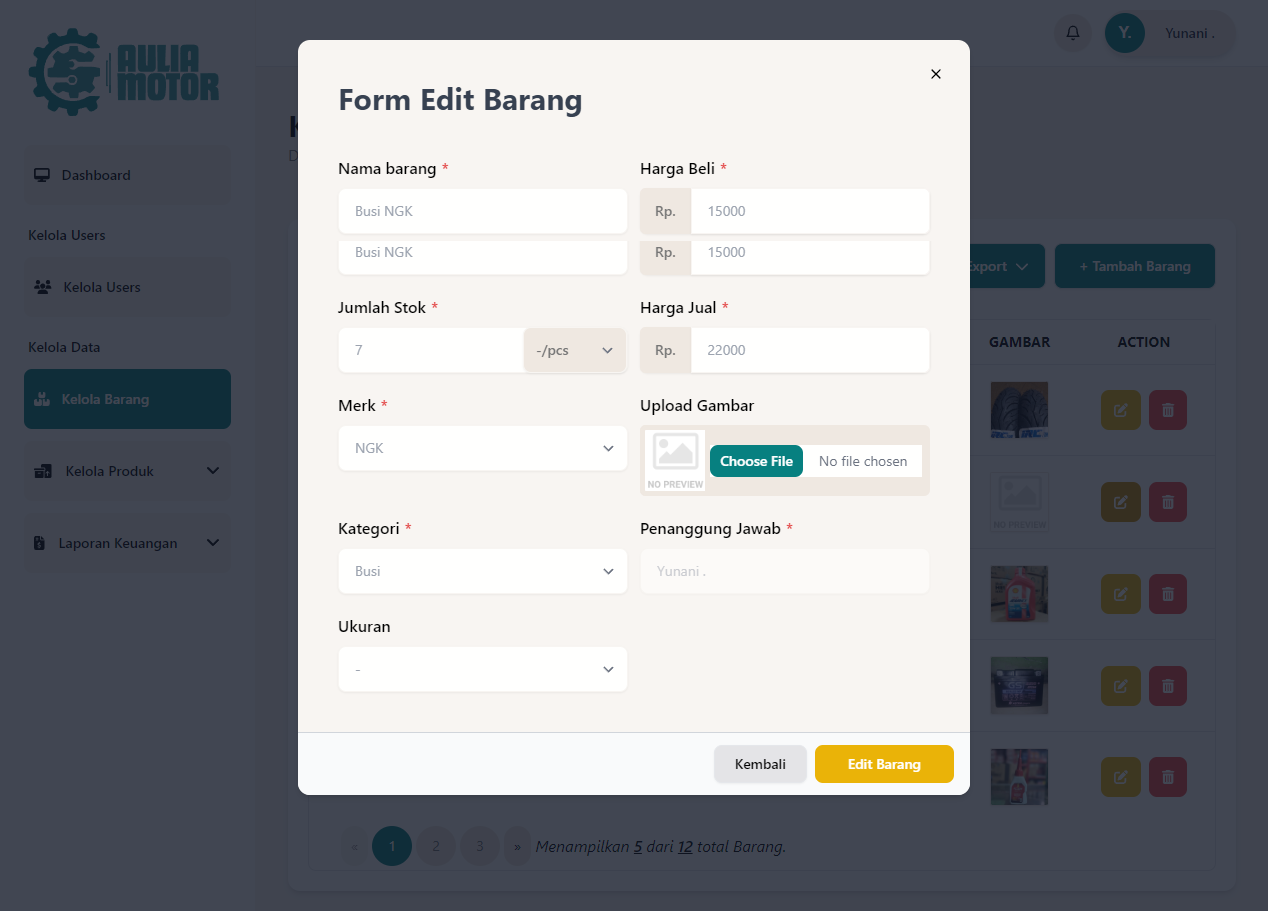 AULIA
MOTOR
Dashboard
Kelola Users
Kelola Users
Kelola Data
Kelola Barang
Kelola Produk
Laporan Keuangan
Y.
Yunani .
Export
+ Tambah Barang
GAMBAR
ACTION
NO PREVIEW
Form Edit Barang
Nama barang *
Harga Beli *
Busi NGK
Rp.
15000
Busi NGK
Rp.
15000
Jumlah Stok *
Harga Jual *
7
-/pcs
Rp.
22000
Merk *
Upload Gambar
NGK
NO PREVIEW
Choose File
No file chosen
Kategori *
Penanggung Jawab *
Busi
Yunani .
Ukuran
-
Kembali
Edit Barang
« 1 2 3 » Menampilkan 5 dari 12 total Barang.